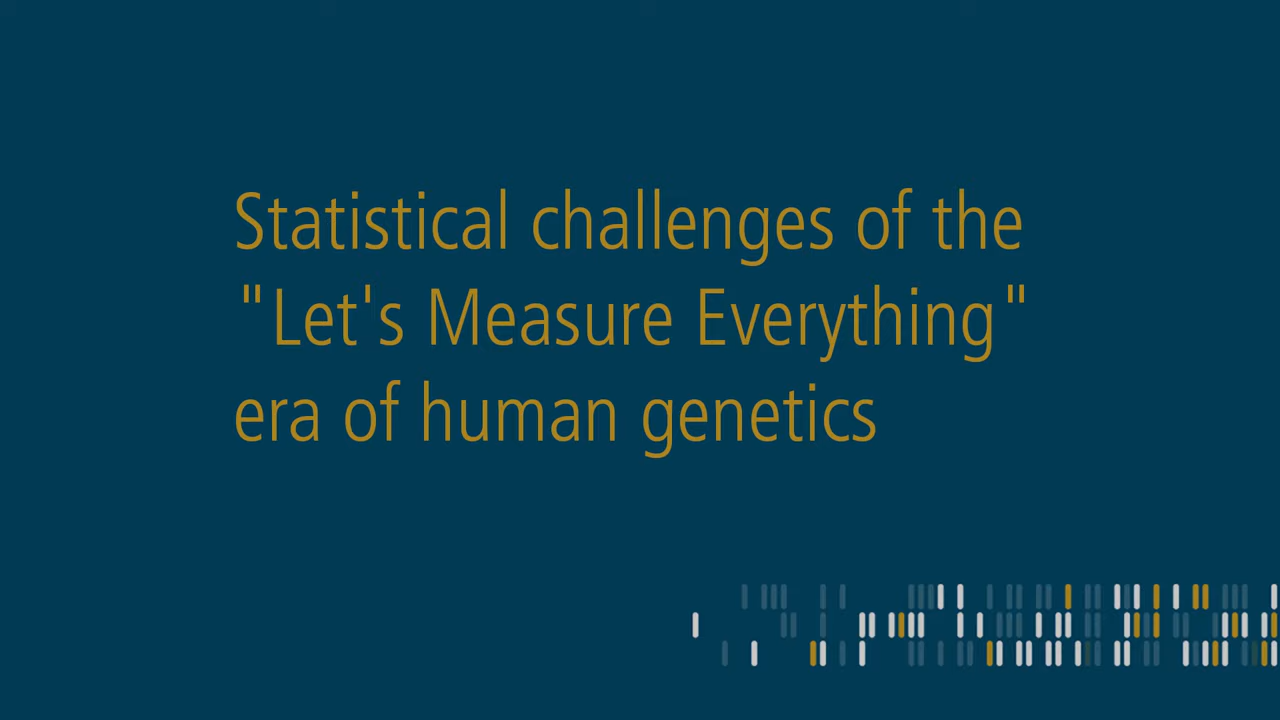 Statistical challenges of the
"Let's Measure Everything"
era of human genetics